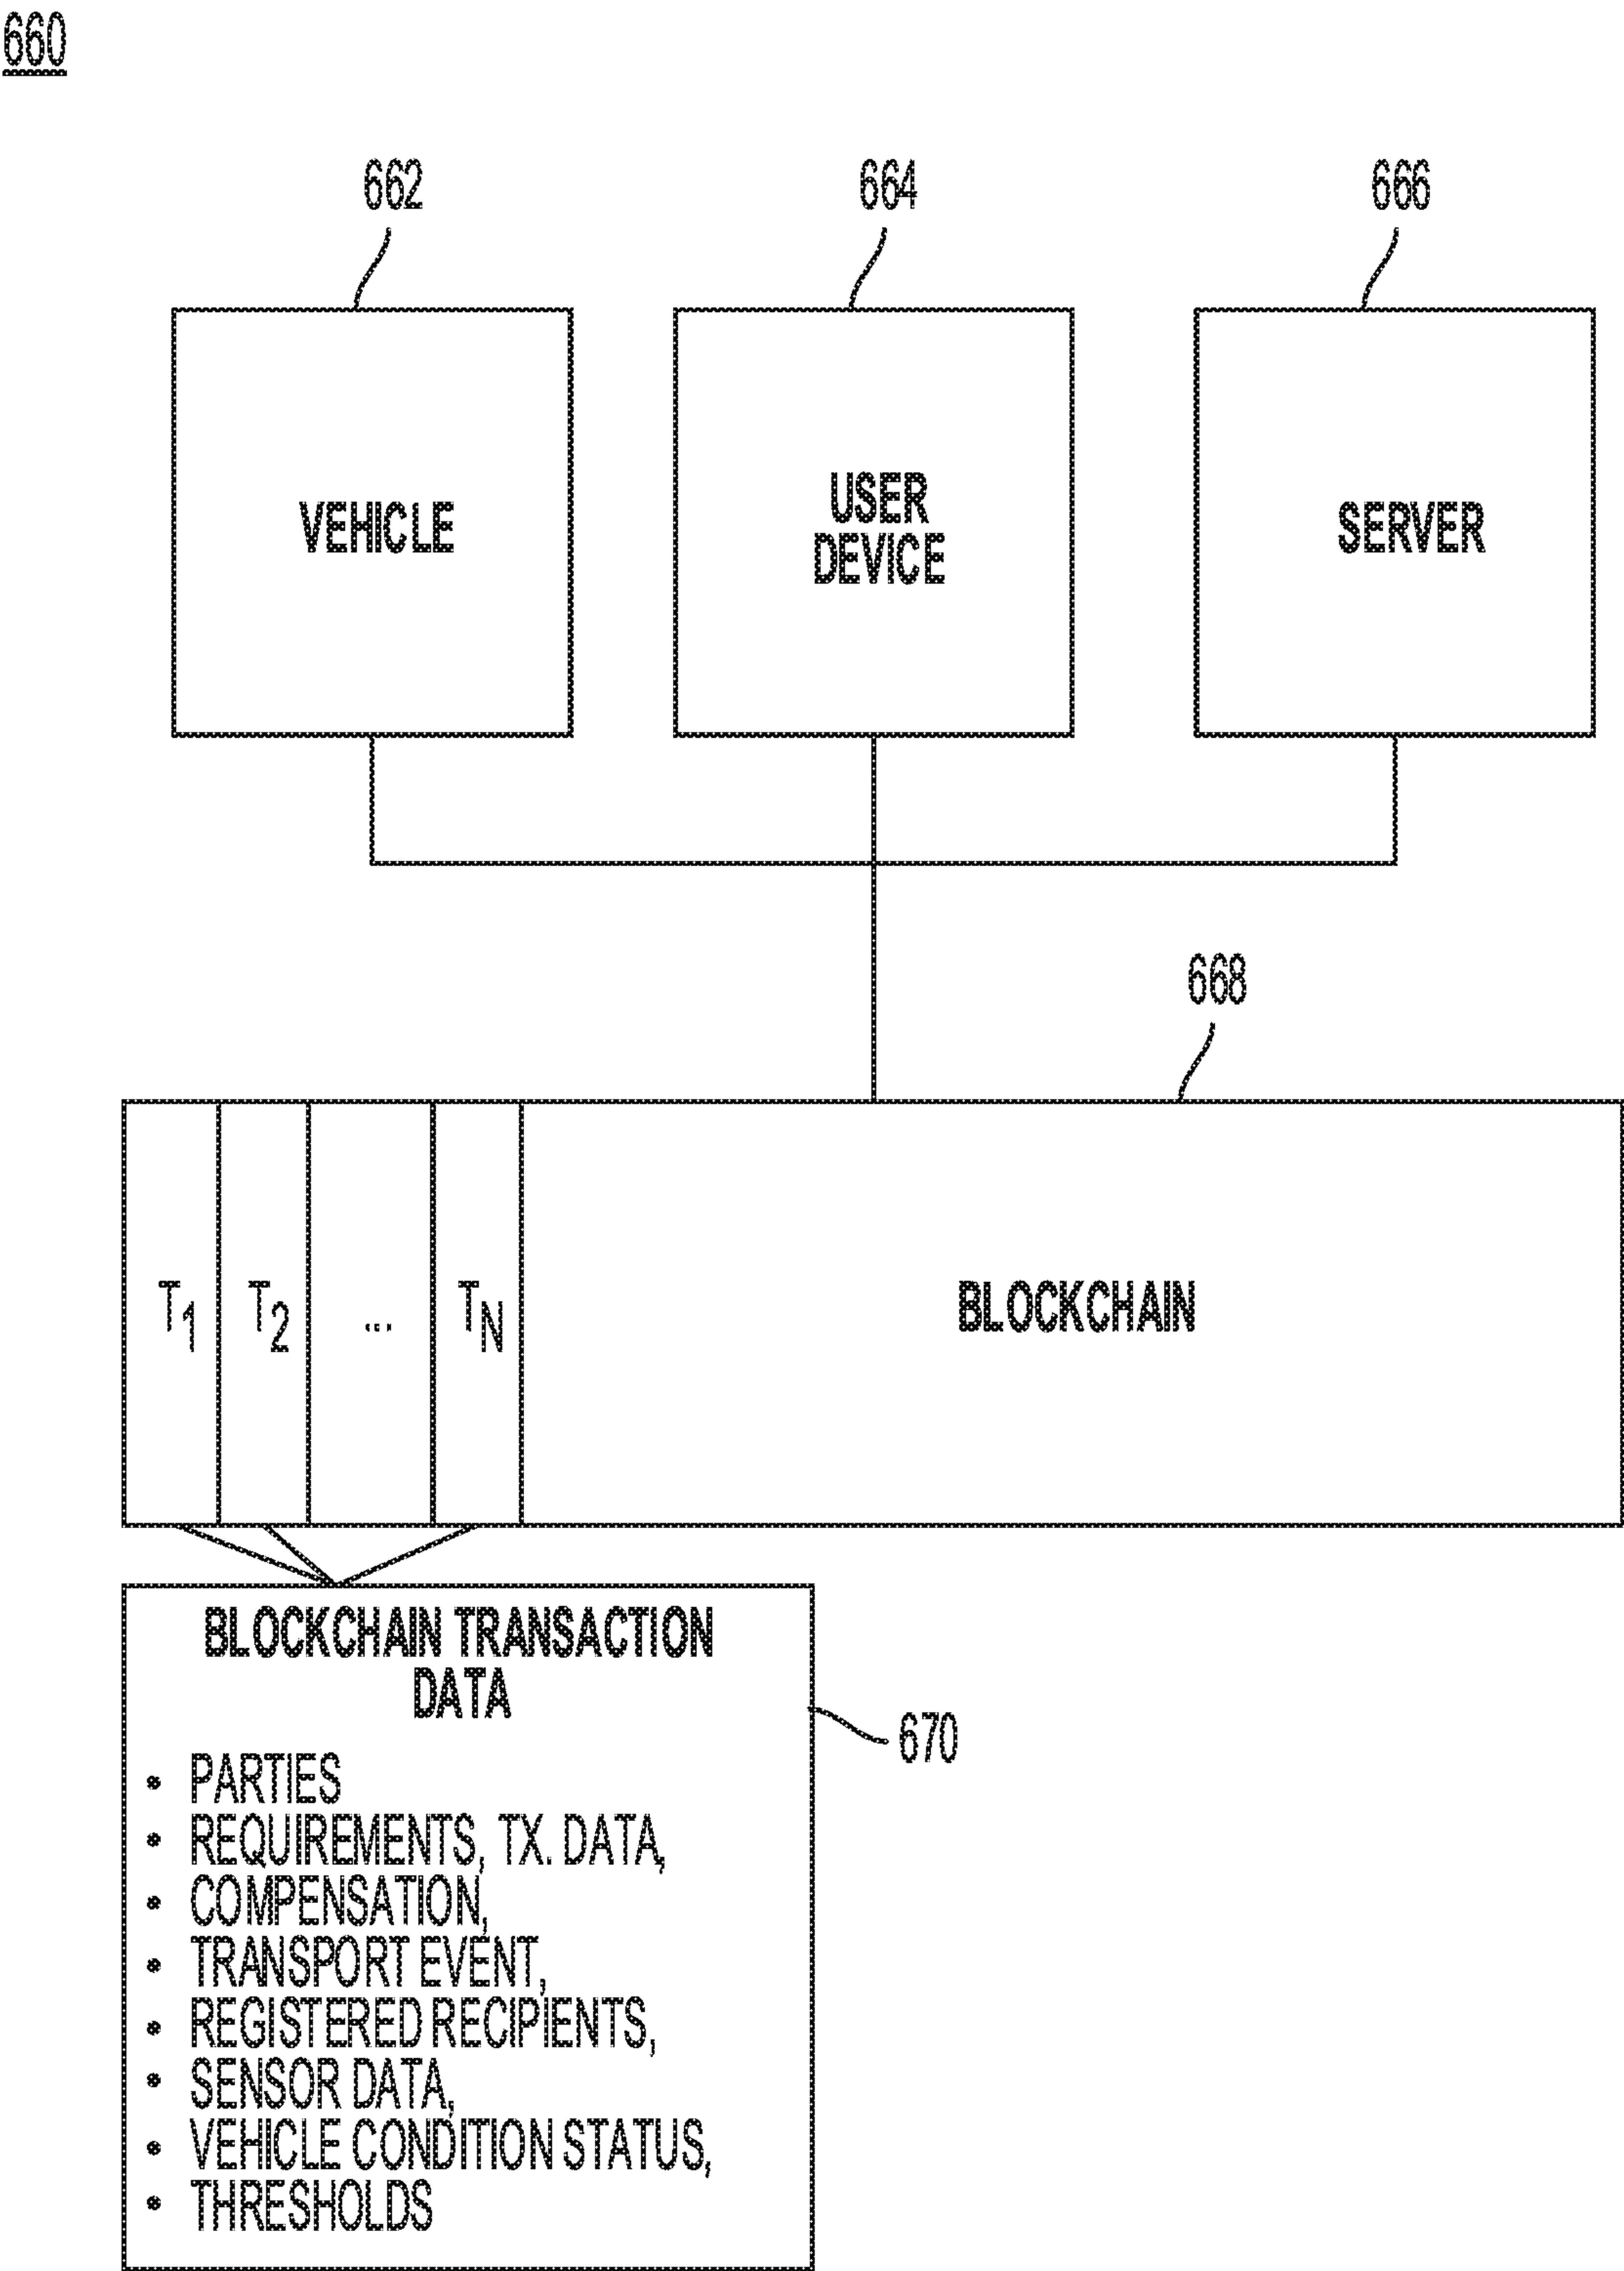 660
662
664
666
VEHICLE
USER
DEVICE
SERVER
668
T1
T2
...
TN
BLOCKCHAIN
BLOCKCHAIN TRANSACTION
DATA
670
• PARTIES
• REQUIREMENTS, TX. DATA,
• COMPENSATION,
• TRANSPORT EVENT,
• REGISTERED RECIPIENTS,
• SENSOR DATA,
• VEHICLE CONDITION STATUS,
• THRESHOLDS